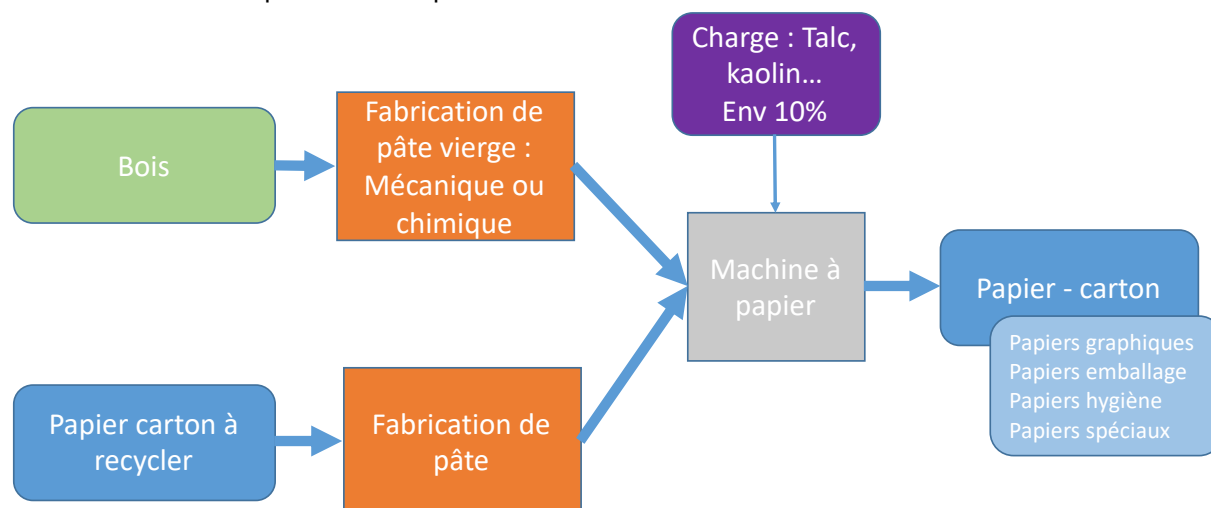 Charge : Talc,
kaolin…
Env 10%
Bois
Fabrication de
pâte vierge :
Mécanique ou
chimique
Machine à
papier
Papier - carton
Papiers graphiques
Papiers emballage
Papiers hygiène
Papiers spéciaux
Papier carton à
recycler
Fabrication de
pâte